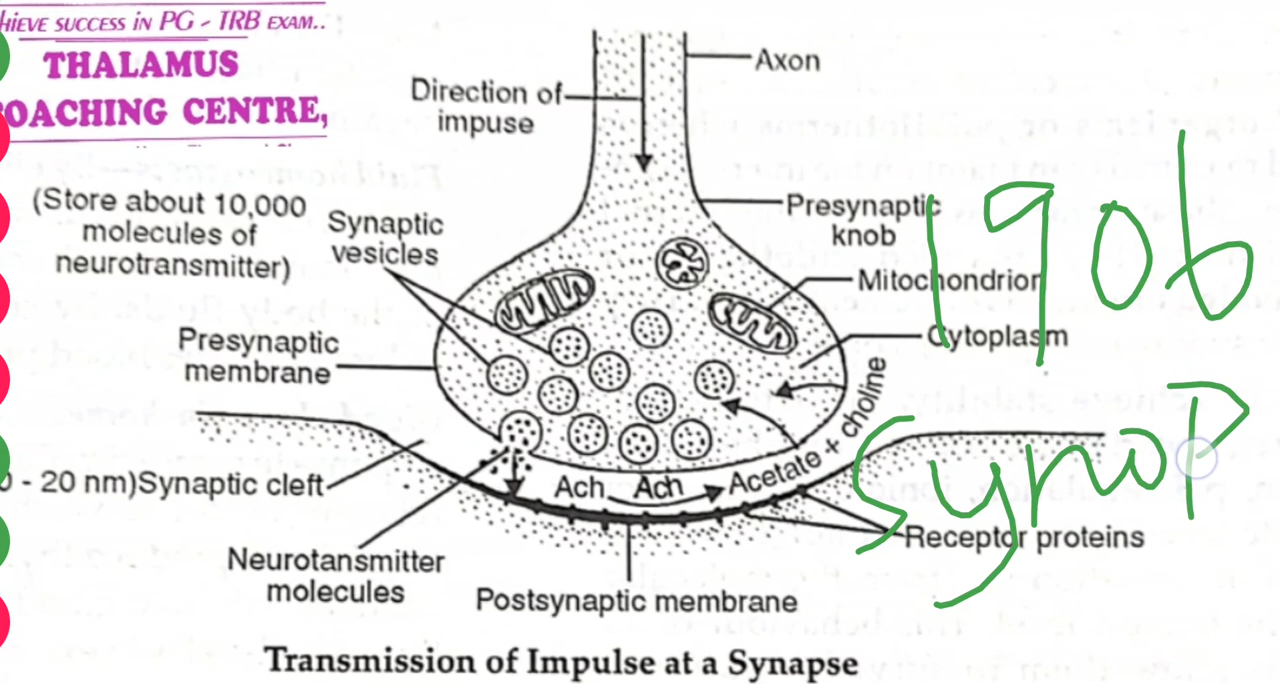 HIEVE SUCCESS IN PG - TRB EXAM..
THALAMUS
OACHING CENTRE,
Axon
Direction of
impuse
(Store about 10,000
molecules of
neurotransmitter)
Synaptic
vesicles
Presynaptic
knob
1906
Mitochondrion
Cytoplasm
Presynaptic
membrane
Acetate + choline
SynaP
0 - 20 nm)Synaptic cleft
Ach Ach
Receptor proteins
Neurotansmitter
molecules
Postsynaptic membrane
Transmission of Impulse at a Synapse